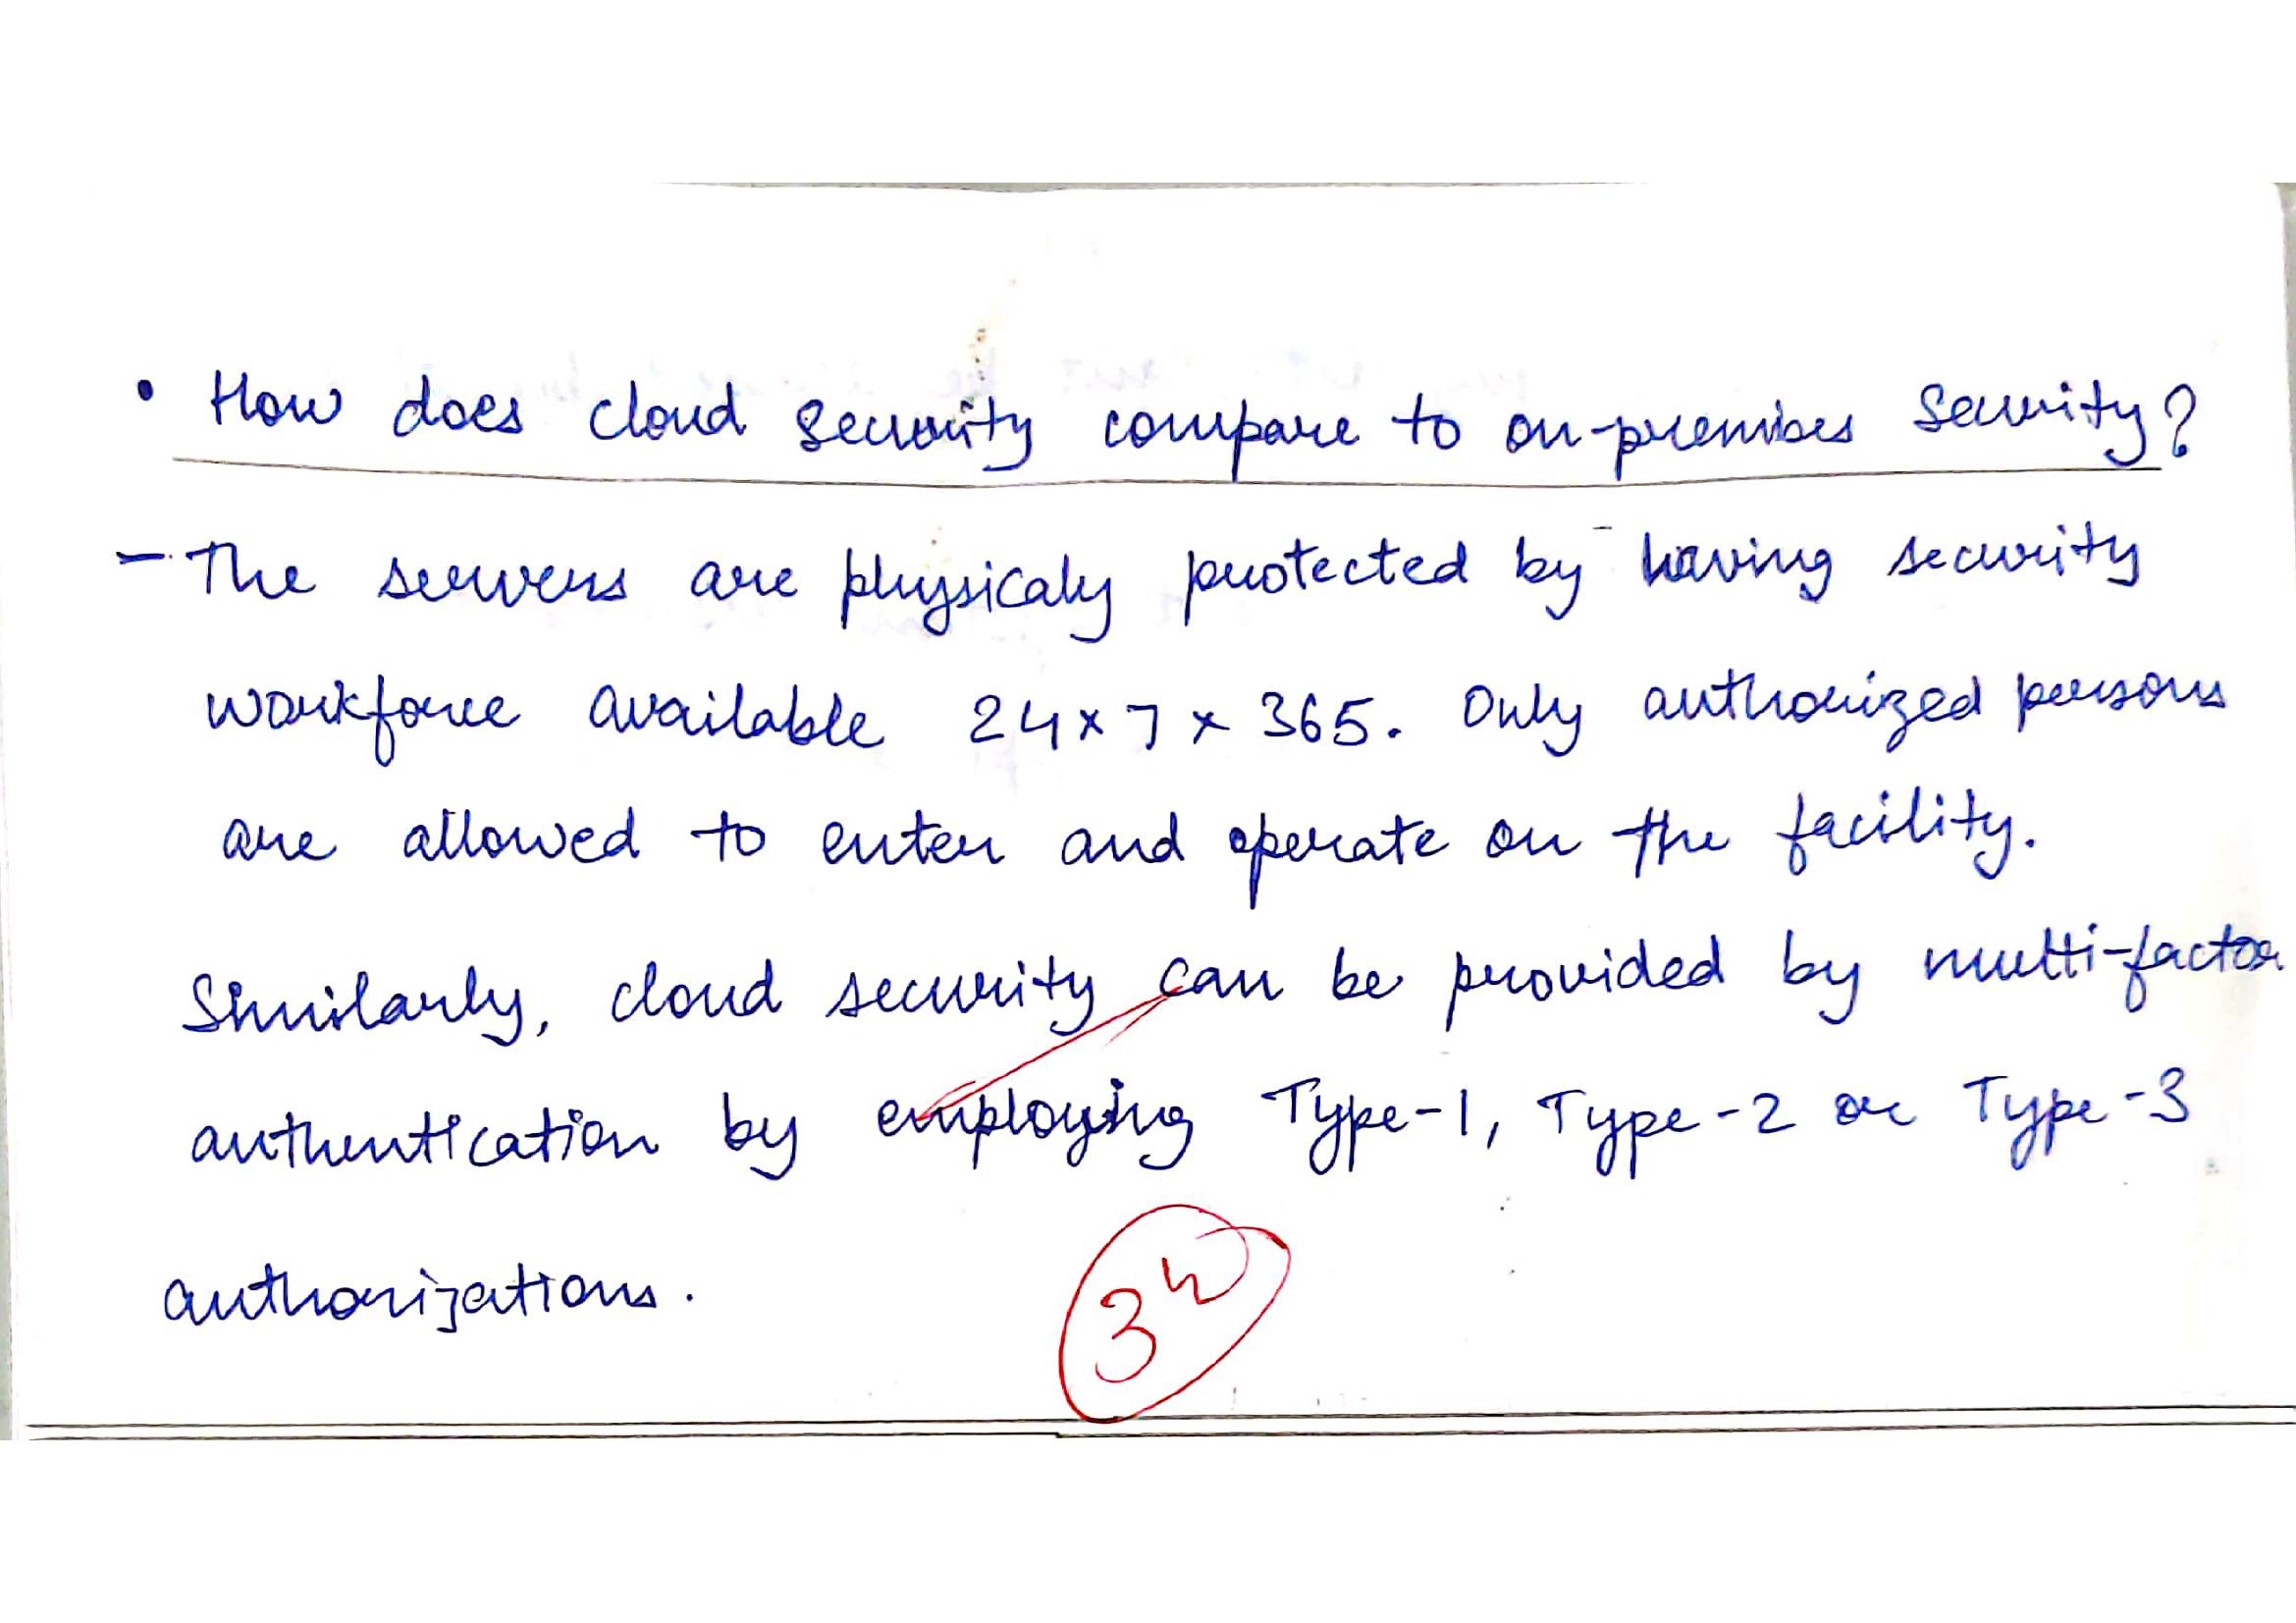 • How does cloud security compare to on-premises security?
- The servers are physicaly protected by having security
workforce available 24 x 7 x 365. Only authorized persons
are allowed to enter and operate on the facility.
Similarly, cloud security can be provided by multi-factor
authentication by employing Type-1, Type-2 or Type-3
authorizations.
3